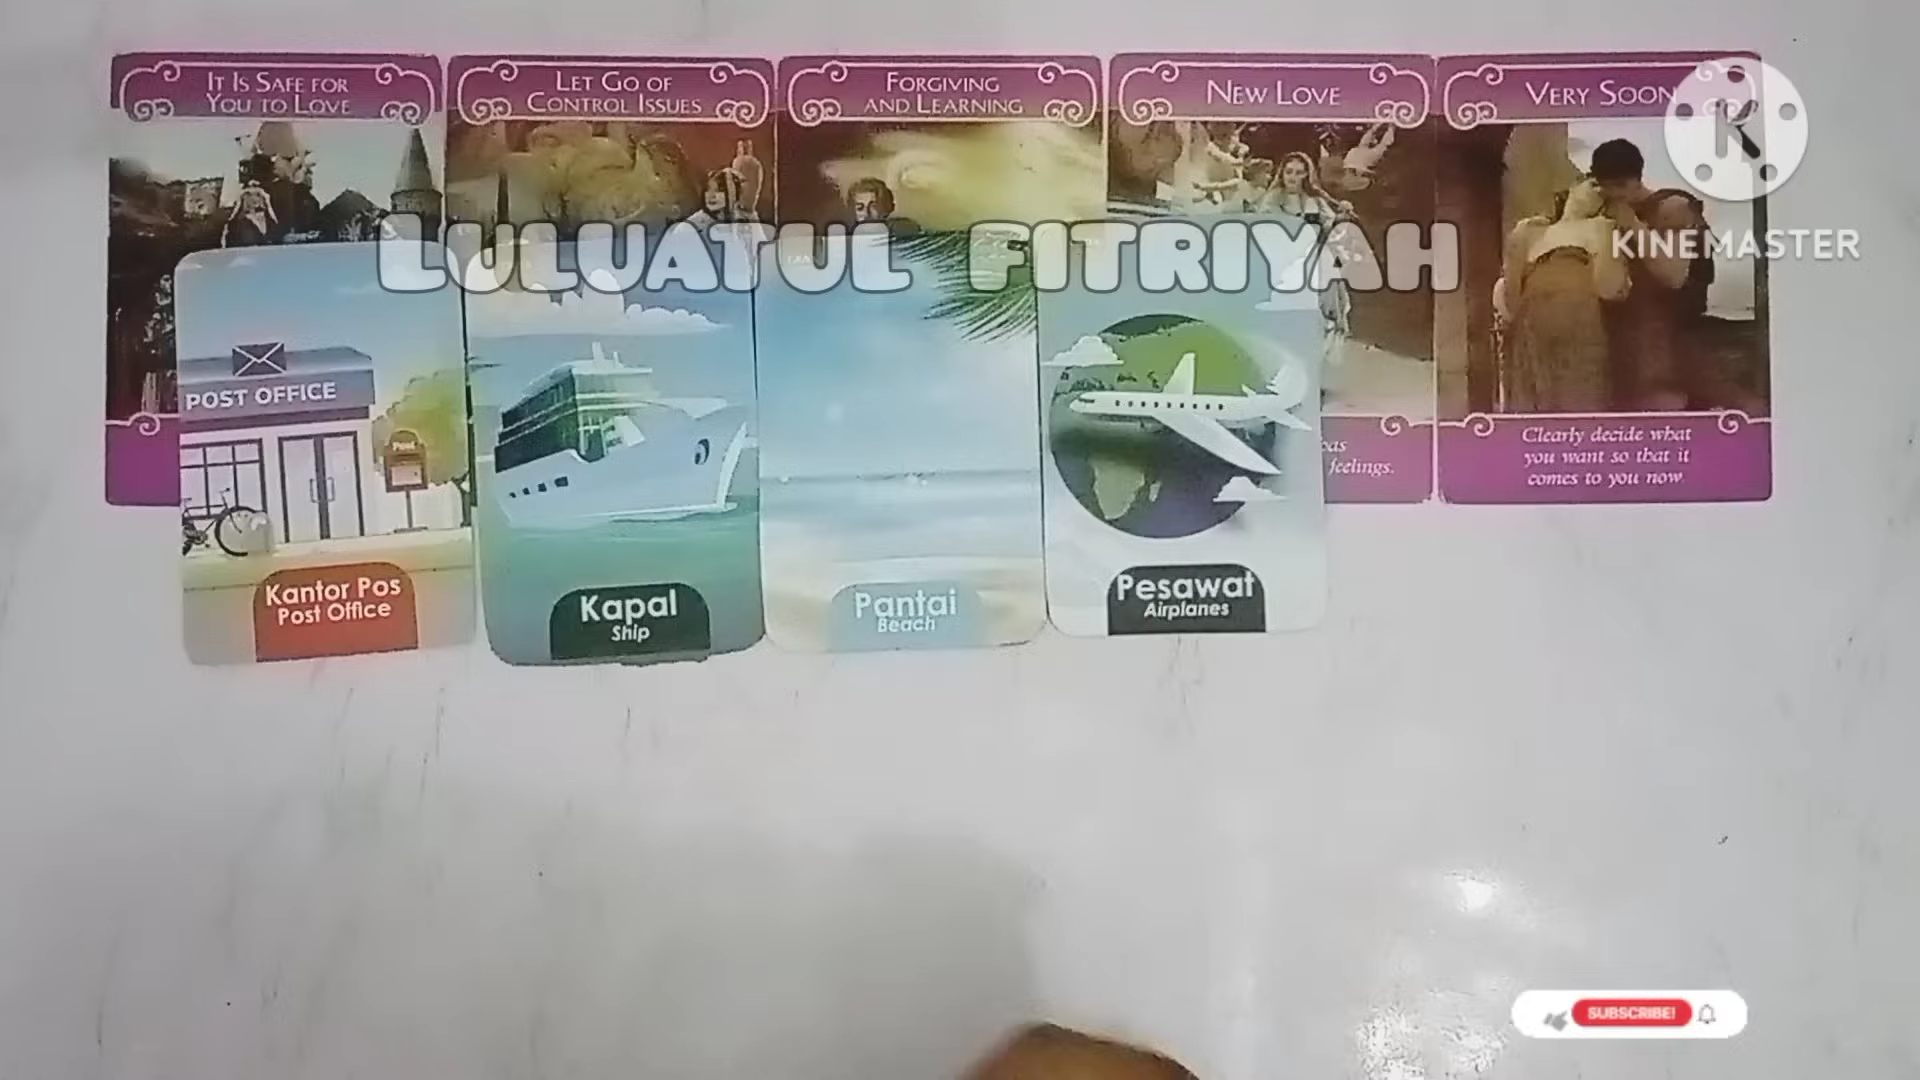 IT IS SAFE FOR
YOU TO LOVE
LET GO OF
CONTROL ISSUES
FORGIVING
AND LEARNING
NEW LOVE
VERY SOON
KINEMASTER
LULUATUL FITRIYAH
POST OFFICE
Post
feelings.
Clearly decide what
you want so that it
comes to you now.
Kantor Pos
Post Office
Kapal
Ship
Pantai
Beach
Pesawat
Airplanes
SUBSCRIBE!